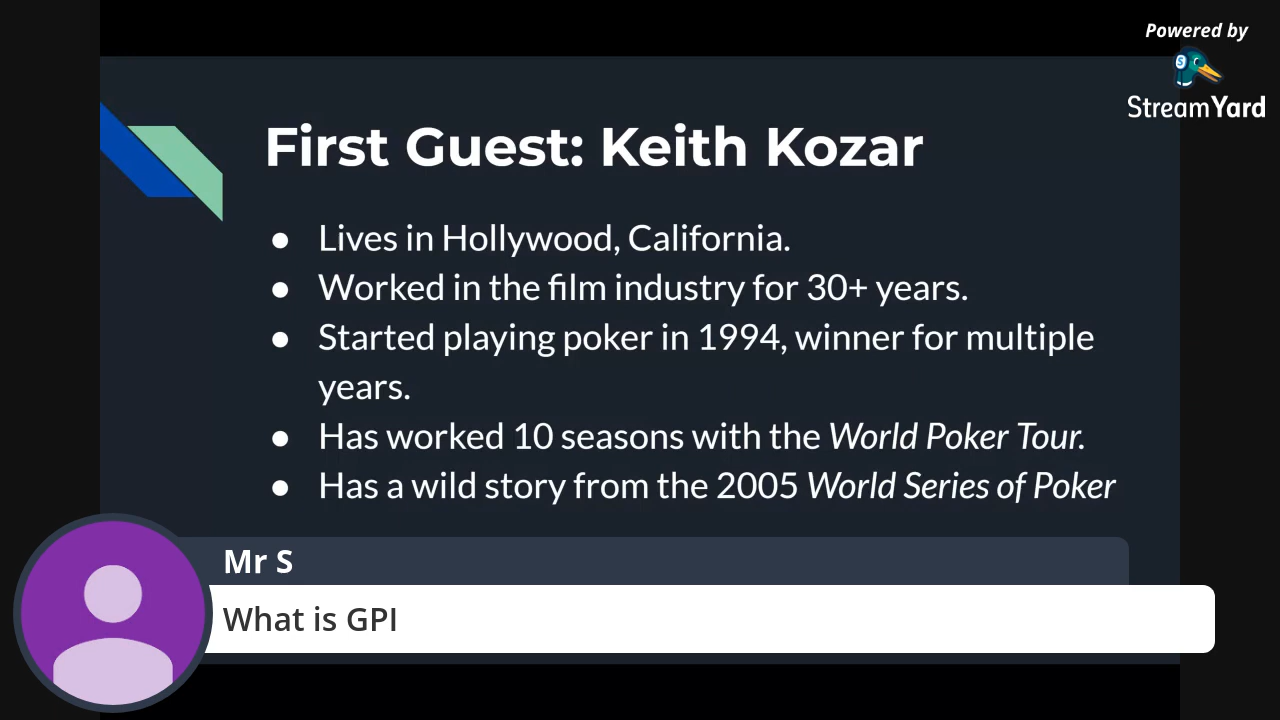 Powered by
StreamYard
First Guest: Keith Kozar
● Lives in Hollywood, California.
● Worked in the film industry for 30+ years.
● Started playing poker in 1994, winner for multiple
years.
● Has worked 10 seasons with the World Poker Tour.
● Has a wild story from the 2005 World Series of Poker
Mr S
What is GPI